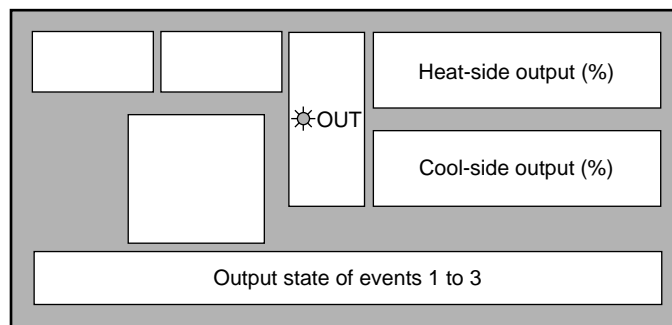 Heat-side output (%)
OUT
Cool-side output (%)
Output state of events 1 to 3